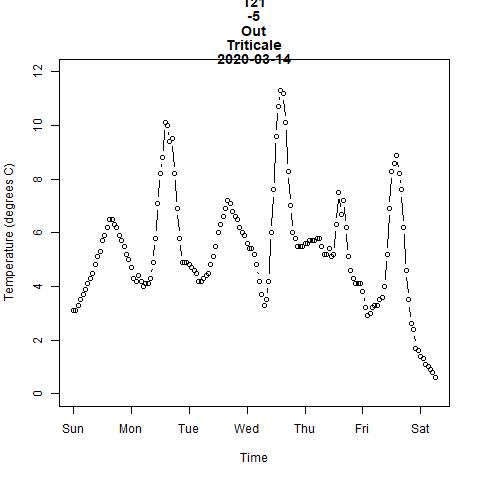 121
-5
Out
Triticale
2020-03-14
Temperature (degrees C)
12
10
8
6
4
2
0
Sun Mon Tue Wed Thu Fri Sat
Time